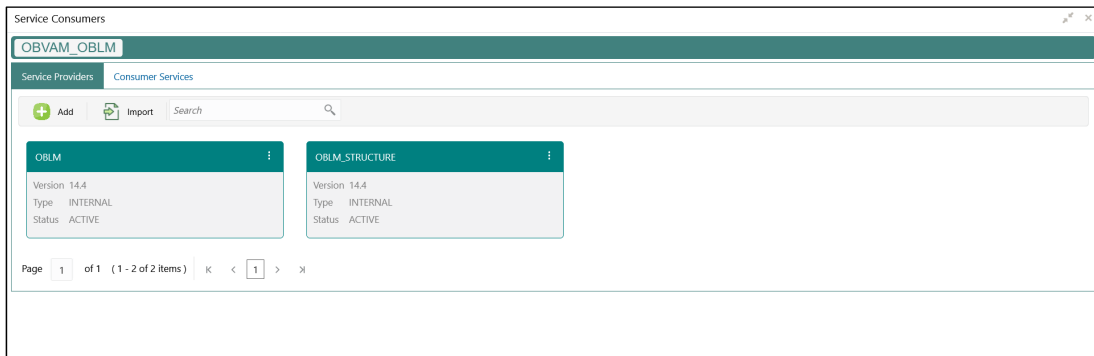 Service Consumers
OBVAM_OBLM
Service Providers Consumer Services
Add Import Search
OBLM OBLM_STRUCTURE
Version 14.4 Version 14.4
Type INTERNAL Type INTERNAL
Status ACTIVE Status ACTIVE
Page 1 of 1 ( 1 - 2 of 2 items ) 1